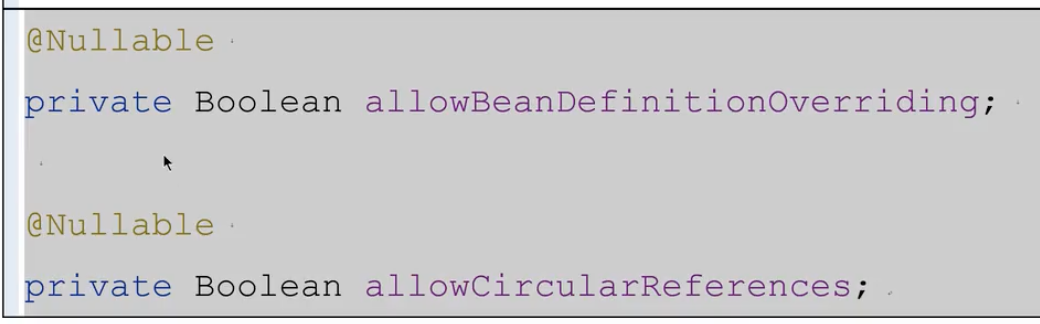 @Nullable
private Boolean allowBeanDefinitionOverriding;
@Nullable
private Boolean allowCircularReferences;